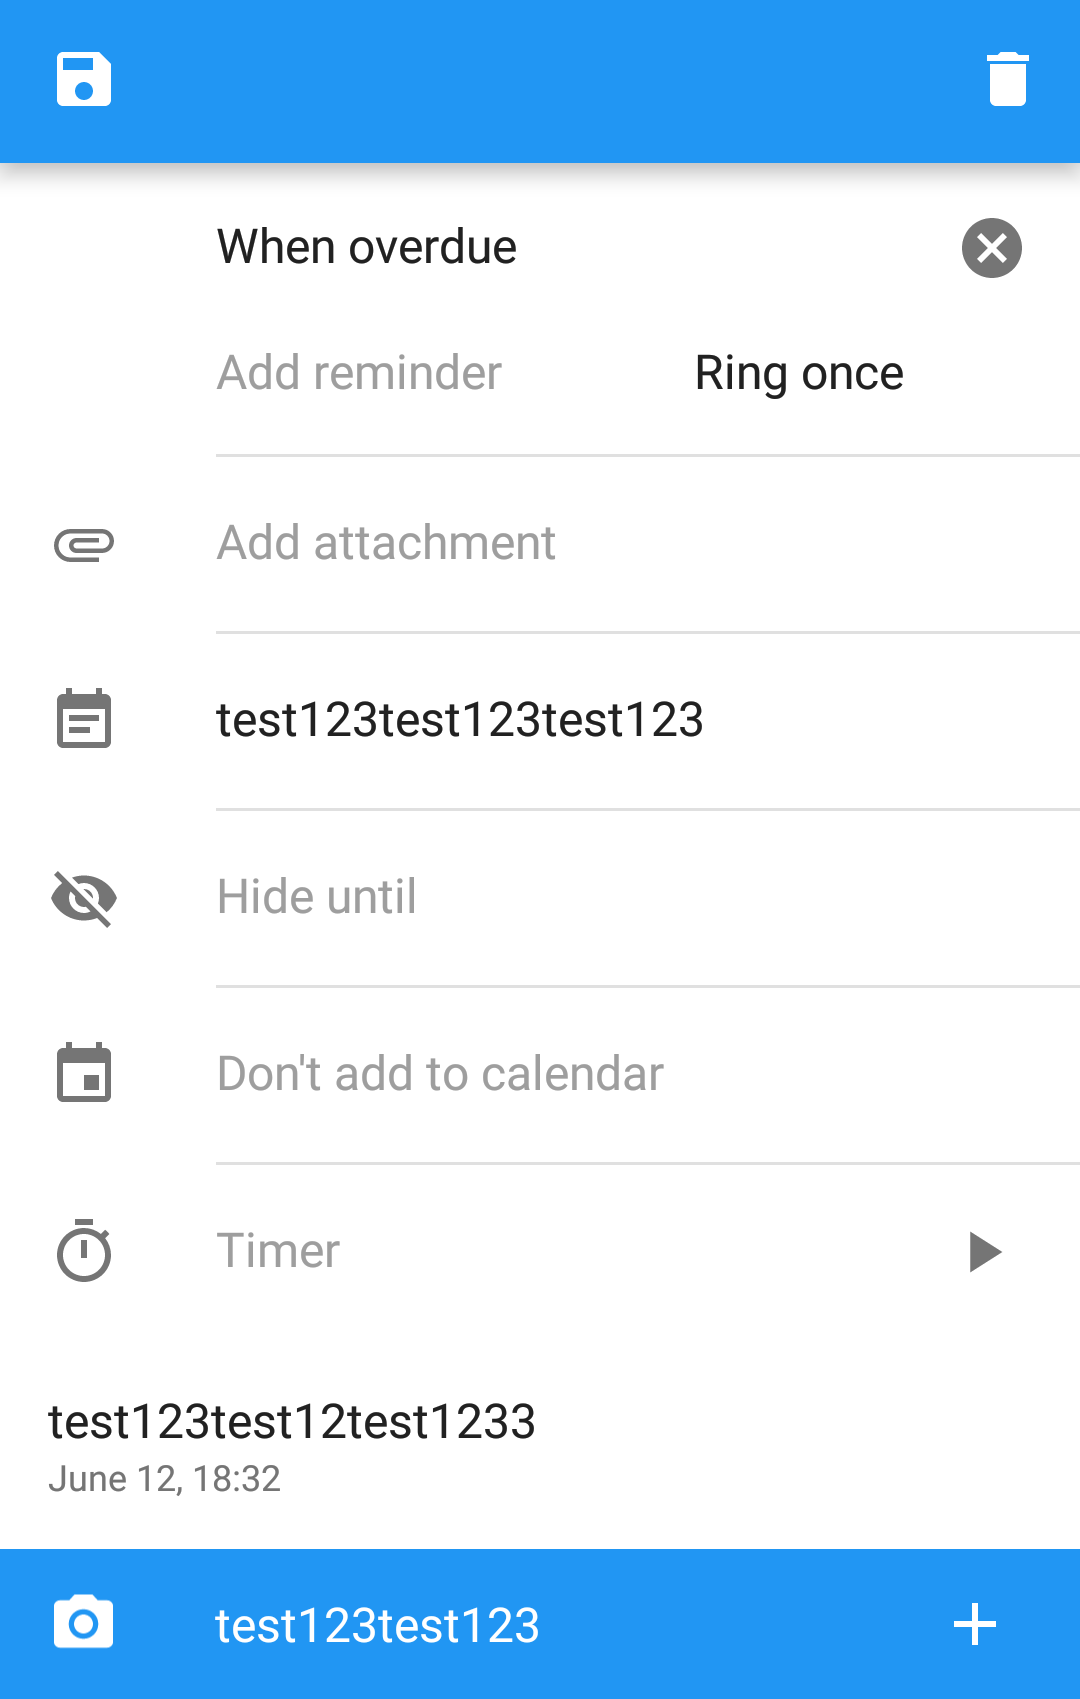 When overdue
Add reminder Ring once
Add attachment
test123test123test123
Hide until
Don't add to calendar
Timer
test123test12test1233
June 12, 18:32
test123test123